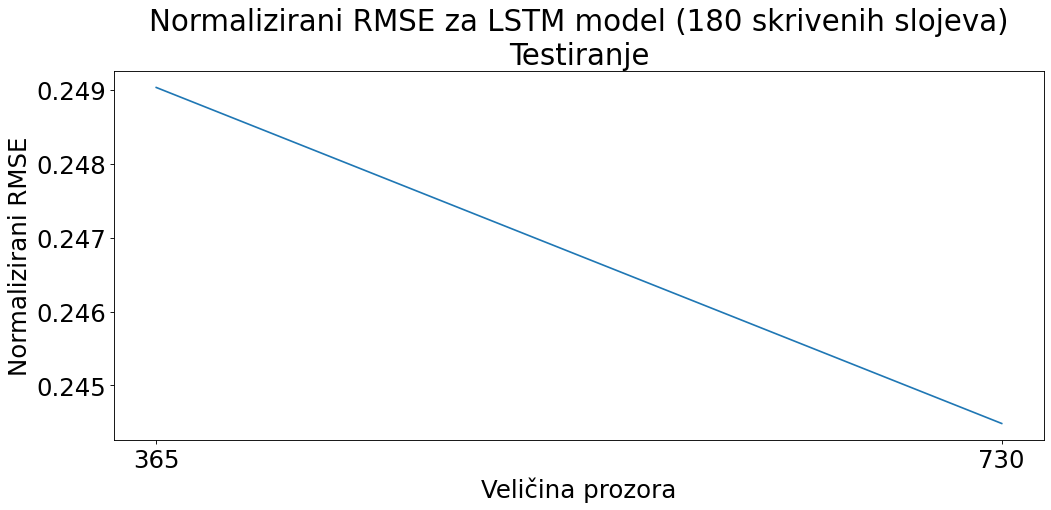 Normalizirani RMSE za LSTM model (180 skrivenih slojeva)
Testiranje
Normalizirani RMSE
0.249
0.248
0.247
0.246
0.245
365
730
Veličina prozora